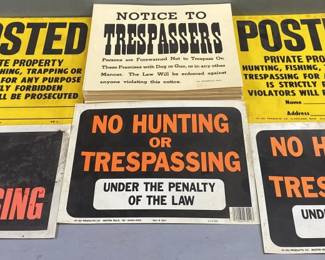 POSTED
PRIVATE PROPERTY
HING, TRAPPING OR
FOR ANY PURPOSE
LY FORBIDDEN
WILL BE PROSECUTED
NOTICE TO
TRESPASSERS
Persons are Forewarned Not to Trespass On
These Premises with Dog or Gun, or in any other
Manner. The Law Will be enforced against
anyone violating this notice.
POSTED
PRIVATE PROP
HUNTING, FISHING,
TRESPASSING FOR
IS STRICTLY
VIOLATORS WILL
Name
Address
SING
NO HUNTING
OR
TRESPASSING
UNDER THE PENALTY
OF THE LAW
NO H
TRES
UND